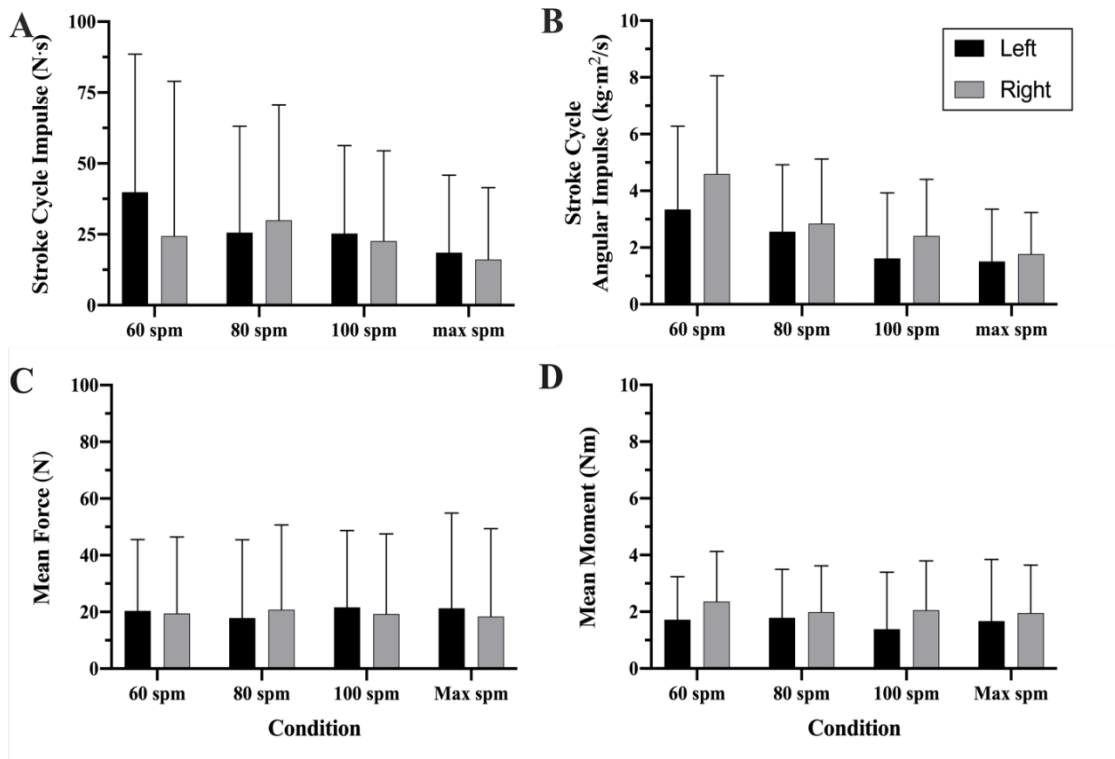 A
Stroke Cycle Impulse (N·s)
100
75
50
25
0
60 spm
80 spm
100 spm
max spm
B
Stroke Cycle
Angular Impulse (kg·m²/s)
10
8
6
4
2
0
60 spm
80 spm
100 spm
max spm
Left
Right
C
Mean Force (N)
100
80
60
40
20
0
60 spm
80 spm
100 spm
Max spm
Condition
D
Mean Moment (Nm)
10
8
6
4
2
0
60 spm
80 spm
100 spm
Max spm
Condition